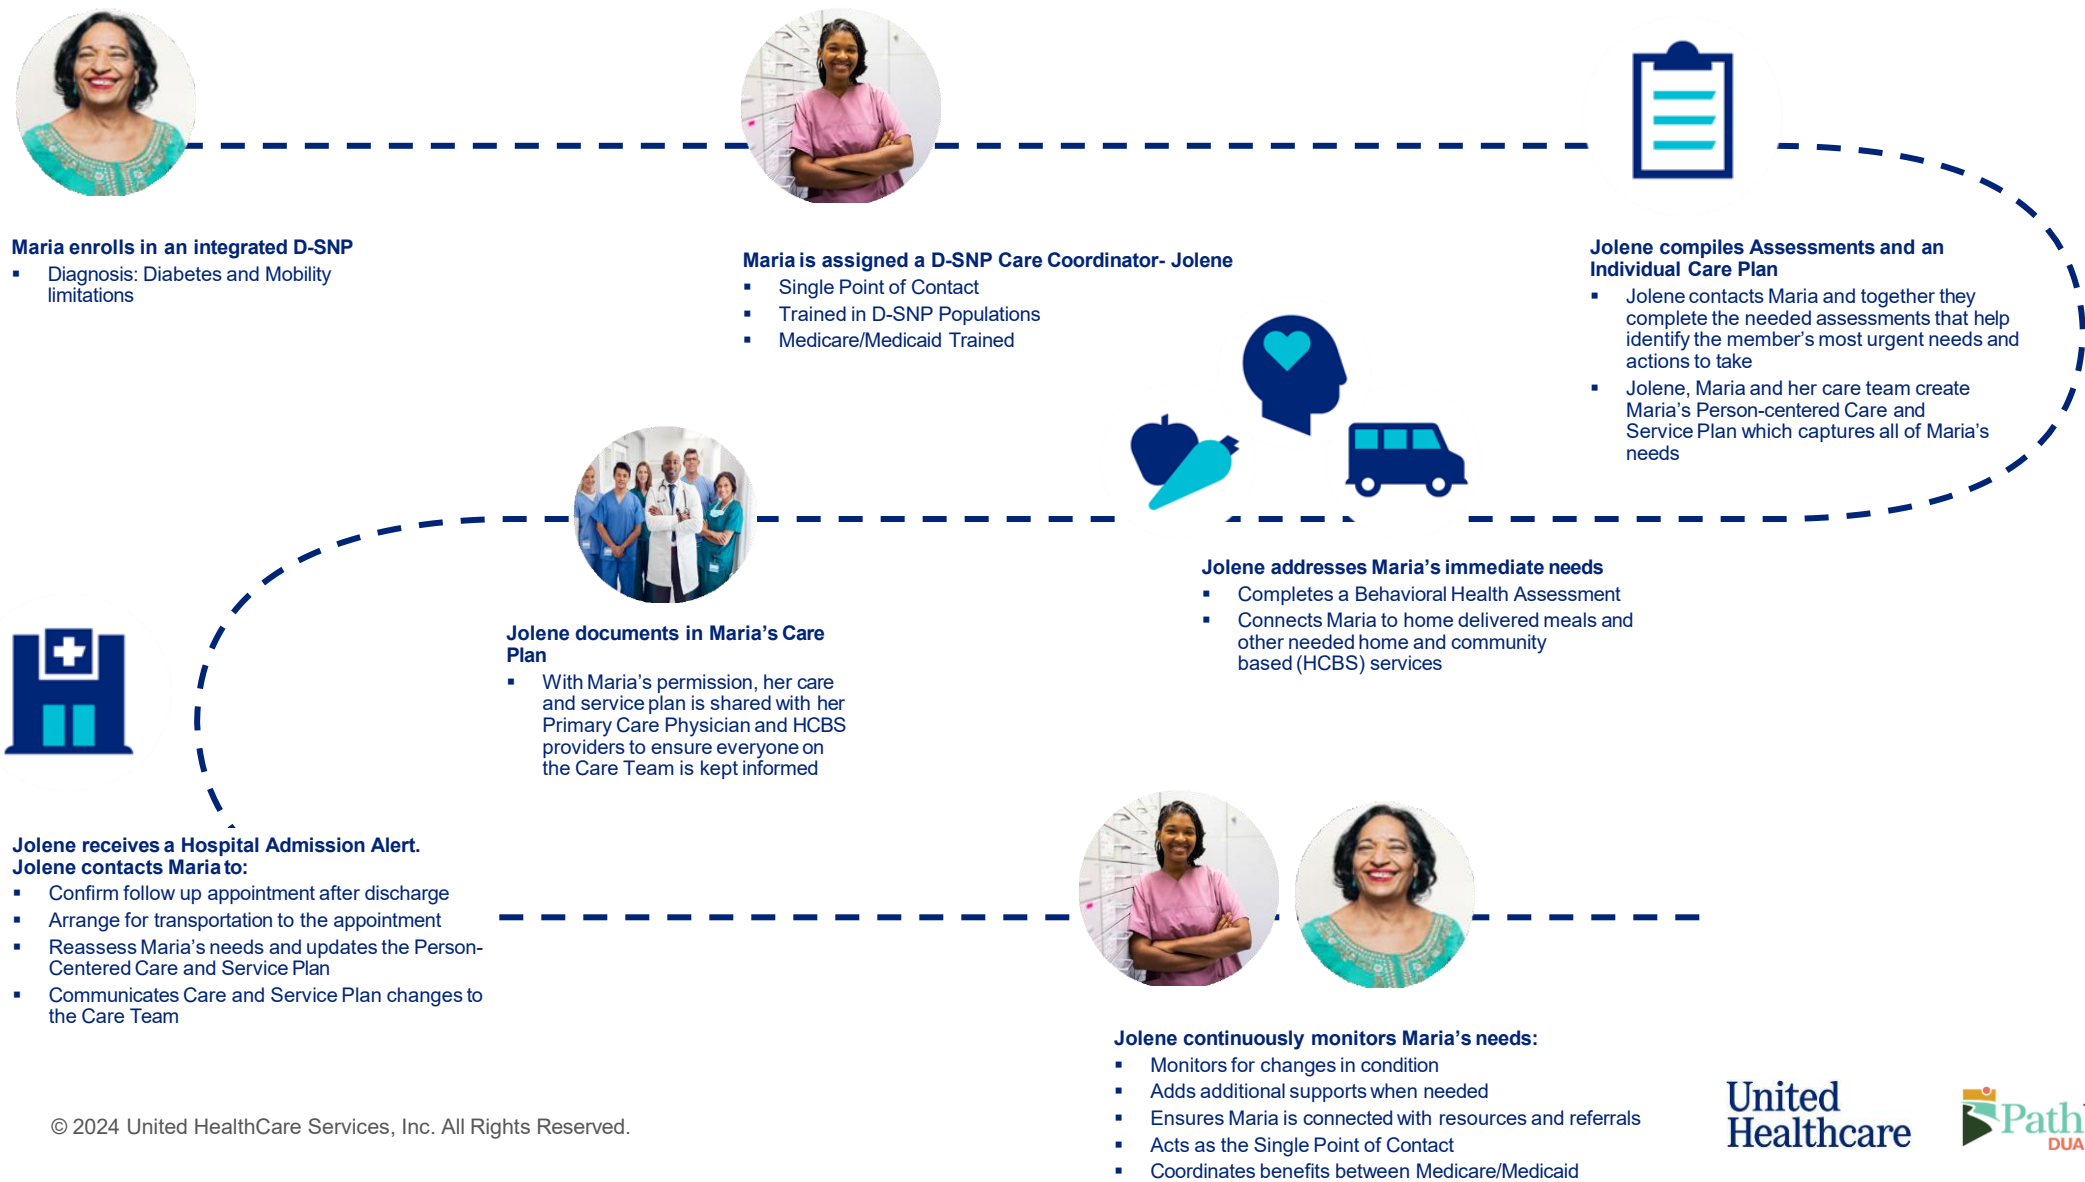 Maria enrolls in an integrated D-SNP
▪ Diagnosis: Diabetes and Mobility
limitations
Maria is assigned a D-SNP Care Coordinator- Jolene
▪ Single Point of Contact
▪ Trained in D-SNP Populations
▪ Medicare/Medicaid Trained
Jolene compiles Assessments and an
Individual Care Plan
▪ Jolene contacts Maria and together they
complete the needed assessments that help
identify the member’s most urgent needs and
actions to take
▪ Jolene, Maria and her care team create
Maria’s Person-centered Care and
Service Plan which captures all of Maria’s
needs
Jolene addresses Maria’s immediate needs
▪ Completes a Behavioral Health Assessment
▪ Connects Maria to home delivered meals and
other needed home and community
based (HCBS) services
Jolene documents in Maria’s Care
Plan
▪ With Maria’s permission, her care
and service plan is shared with her
Primary Care Physician and HCBS
providers to ensure everyone on
the Care Team is kept informed
Jolene receives a Hospital Admission Alert.
Jolene contacts Maria to:
▪ Confirm follow up appointment after discharge
▪ Arrange for transportation to the appointment
▪ Reassess Maria’s needs and updates the Person-
Centered Care and Service Plan
▪ Communicates Care and Service Plan changes to
the Care Team
Jolene continuously monitors Maria’s needs:
▪ Monitors for changes in condition
▪ Adds additional supports when needed
▪ Ensures Maria is connected with resources and referrals
▪ Acts as the Single Point of Contact
▪ Coordinates benefits between Medicare/Medicaid
© 2024 United HealthCare Services, Inc. All Rights Reserved.
United
Healthcare
Path
DUA